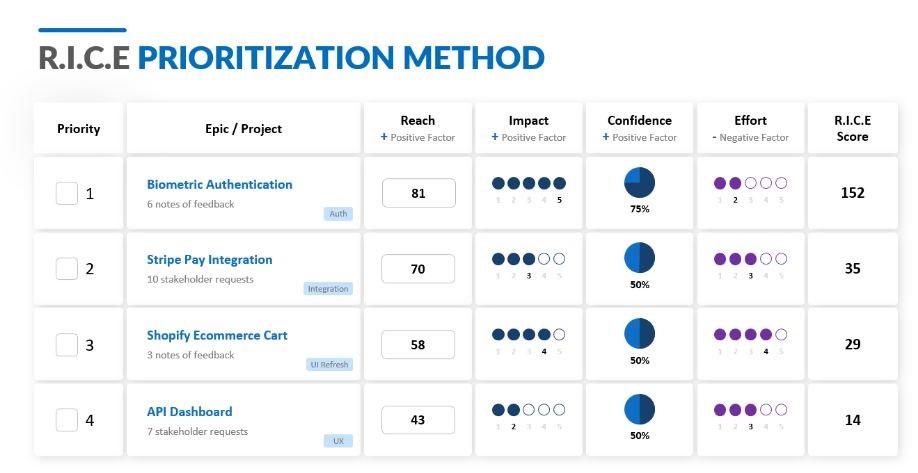 R.I.C.E PRIORITIZATION METHOD
Priority
Epic / Project
Reach
+ Positive Factor
Impact
+ Positive Factor
Confidence
+ Positive Factor
Effort
- Negative Factor
R.I.C.E
Score
1
Biometric Authentication
6 notes of feedback
Auth
81
1 2 3 4 5
75%
1 2 3 4 5
152
2
Stripe Pay Integration
10 stakeholder requests
Integration
70
1 2 3 4 5
50%
1 2 3 4 5
35
3
Shopify Ecommerce Cart
3 notes of feedback
UI Refresh
58
1 2 3 4 5
50%
1 2 3 4 5
29
4
API Dashboard
7 stakeholder requests
UX
43
1 2 3 4 5
50%
1 2 3 4 5
14